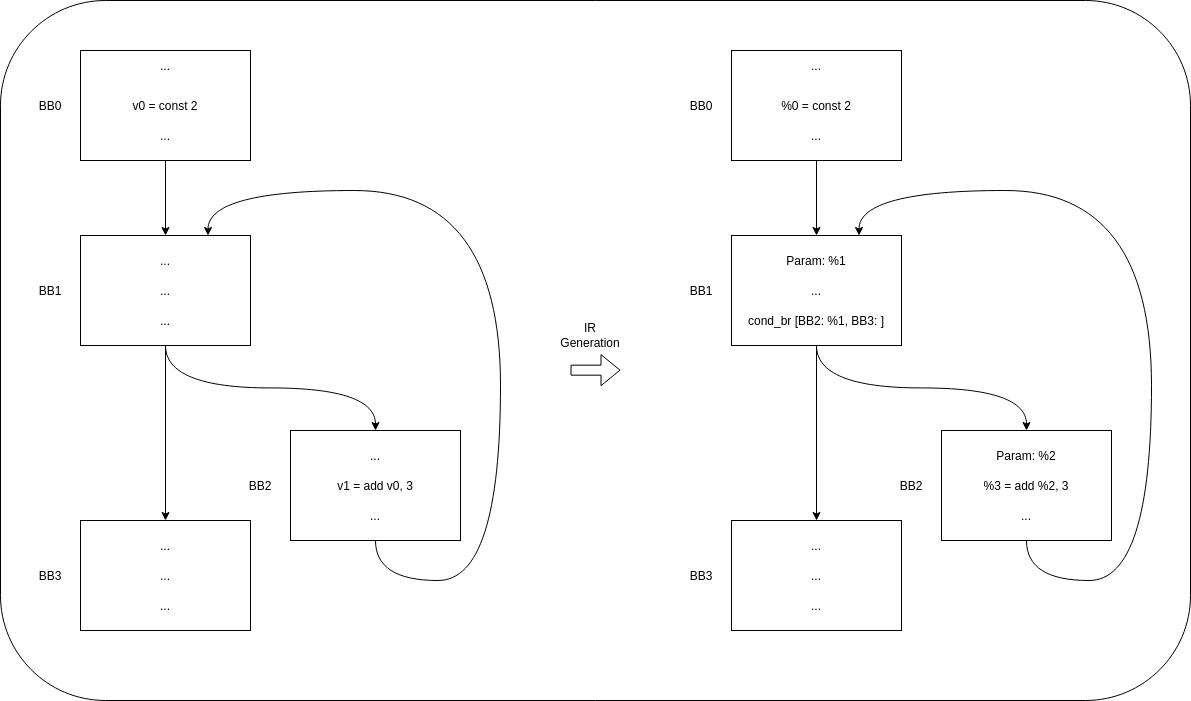 ...
BB0
v0 = const 2
...
...
BB1
...
...
...
BB2
v1 = add v0, 3
...
...
BB3
...
...
IR
Generation
...
BB0
%0 = const 2
...
Param: %1
BB1
...
cond_br [BB2: %1, BB3: ]
Param: %2
BB2
%3 = add %2, 3
...
...
BB3
...
...